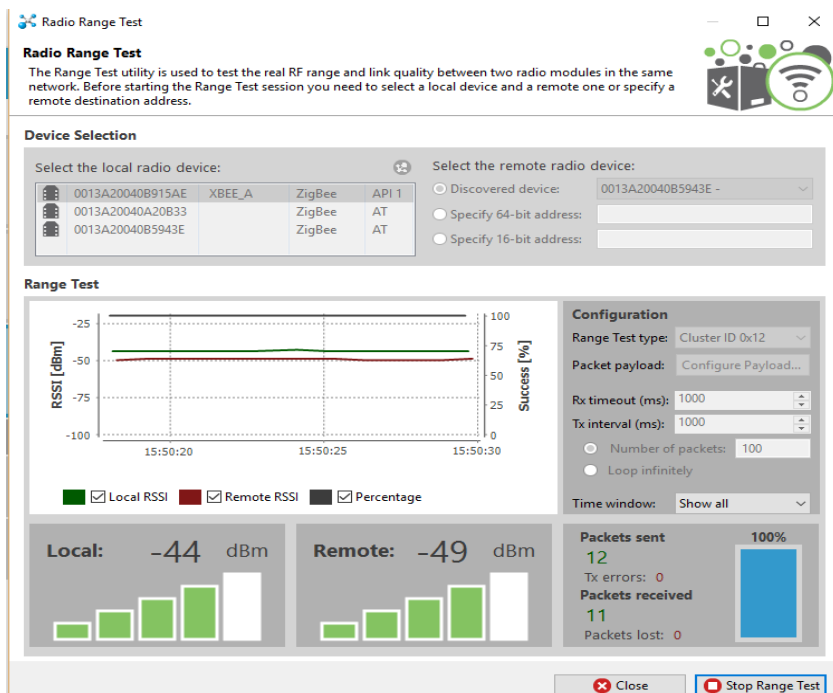 Radio Range Test
Radio Range Test
The Range Test utility is used to test the real RF range and link quality between two radio modules in the same
network. Before starting the Range Test session you need to select a local device and a remote one or specify a
remote destination address.
Device Selection
Select the local radio device:
0013A20040B915AE XBEE_A ZigBee API 1
0013A20040A20B33 ZigBee AT
0013A20040B5943E ZigBee AT
Select the remote radio device:
Discovered device: 0013A20040B5943E -
Specify 64-bit address:
Specify 16-bit address:
Range Test
RSSI [dBm]
-25
-50
-75
-100
100
75
50
25
0
Success [%]
15:50:20 15:50:25 15:50:30
Local RSSI Remote RSSI Percentage
Configuration
Range Test type: Cluster ID 0x12
Packet payload: Configure Payload...
Rx timeout (ms): 1000
Tx interval (ms): 1000
Number of packets: 100
Loop infinitely
Time window: Show all
Local: -44 dBm
Remote: -49 dBm
Packets sent
12
Tx errors: 0
Packets received
11
Packets lost: 0
100%
Close
Stop Range Test